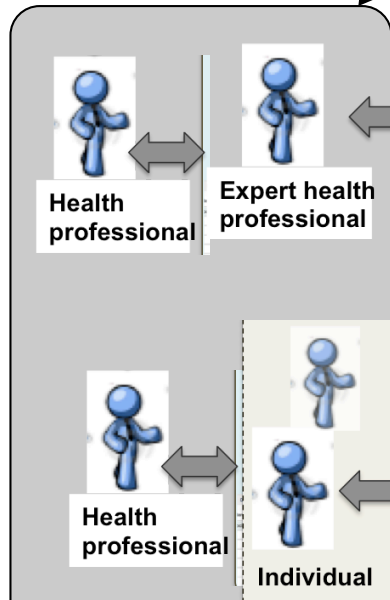 Health
professional
Expert health
professional
Health
professional
Individual